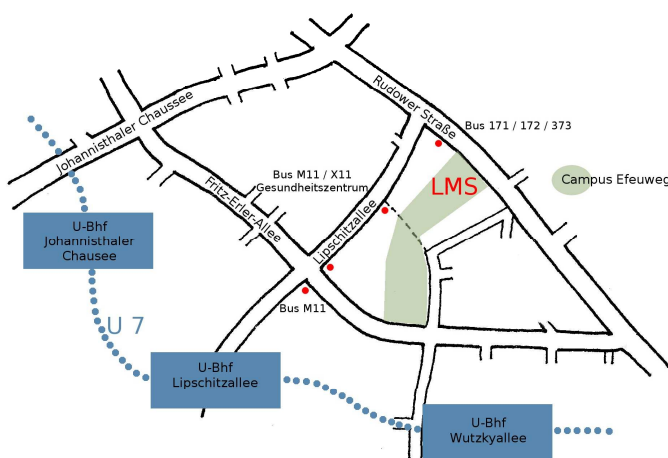 Rudower Straße
Bus 171 / 172 / 373
Johannisthaler Chaussee
Bus M11 / X11
Gesundheitszentrum
LMS
Campus Efeuweg
Fritz-Erler-Allee
Lipschitzallee
U-Bhf
Johannisthaler
Chausee
Bus M11
U 7
U-Bhf
Lipschitzallee
U-Bhf
Wutzkyallee